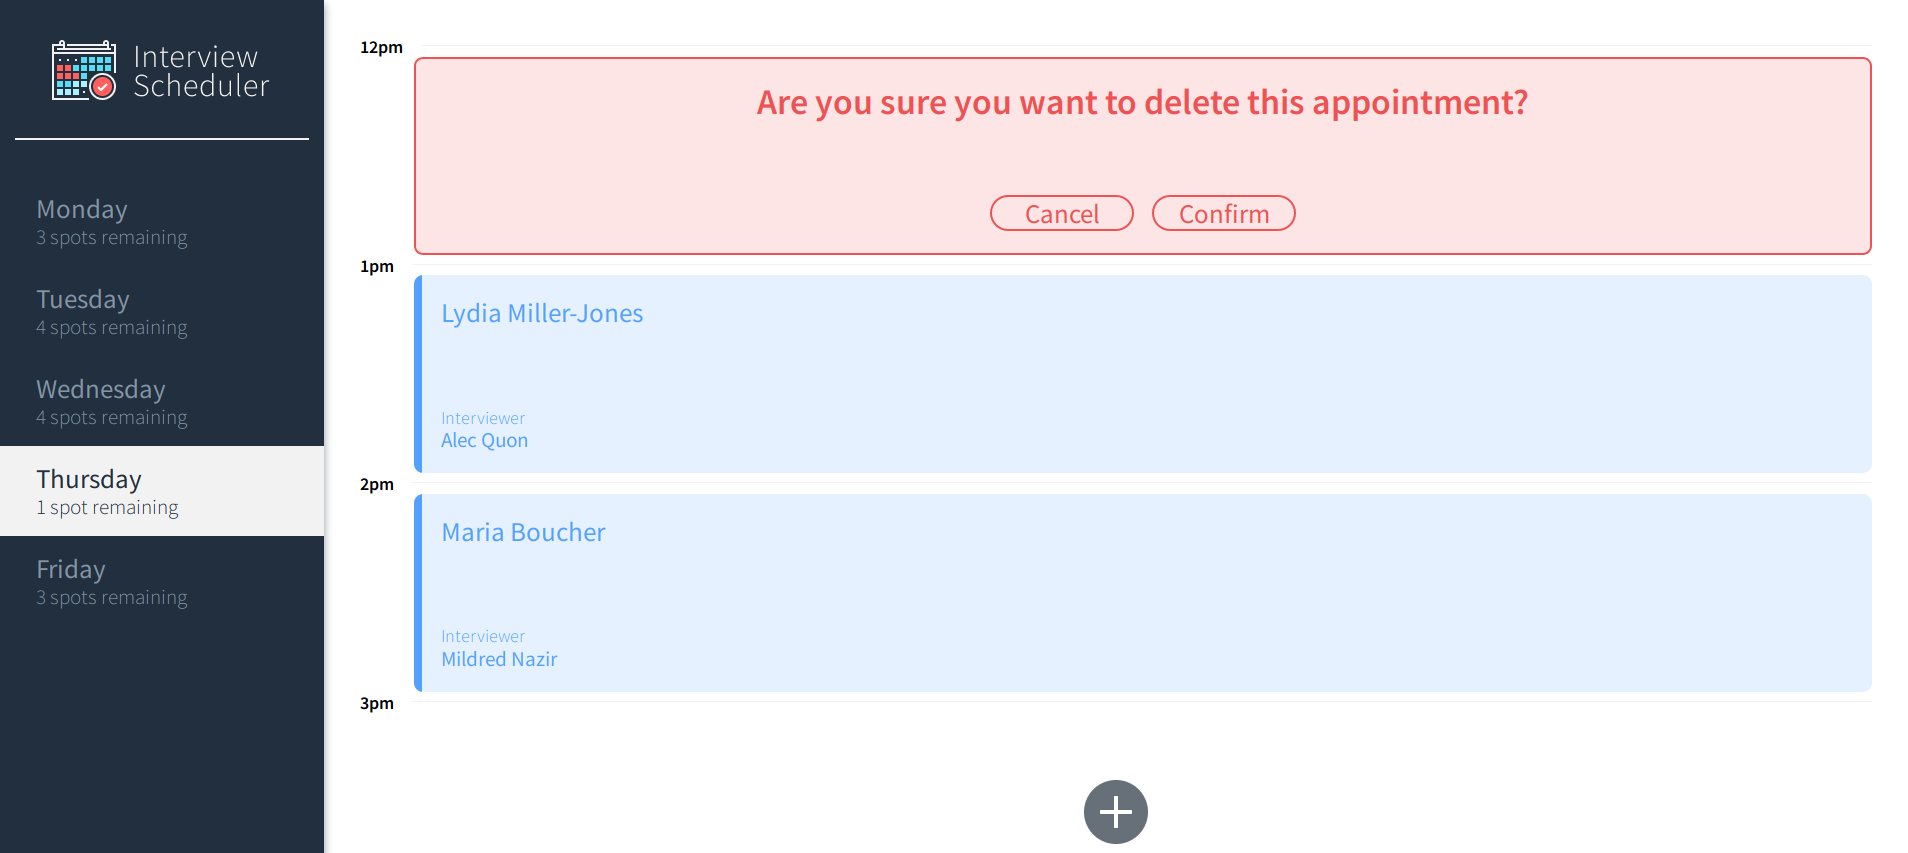 Interview
Scheduler
Monday
3 spots remaining
Tuesday
4 spots remaining
Wednesday
4 spots remaining
Thursday
1 spot remaining
Friday
3 spots remaining
12pm
Are you sure you want to delete this appointment?
Cancel Confirm
1pm
Lydia Miller-Jones
Interviewer
Alec Quon
2pm
Maria Boucher
Interviewer
Mildred Nazir
3pm